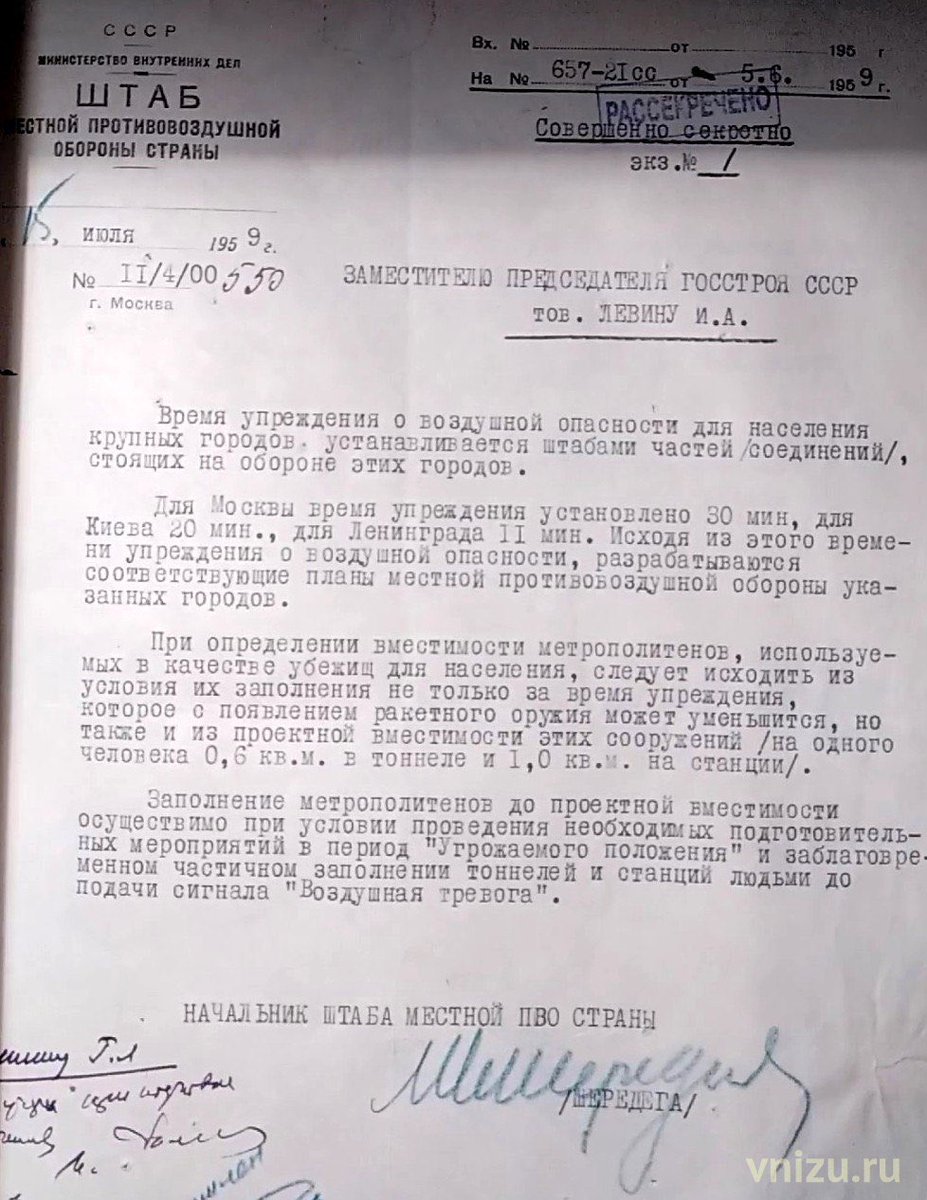 СССР
МИНИСТЕРСТВО ВНУТРЕННИХ ДЕЛ
ШТАБ
МЕСТНОЙ ПРОТИВОВОЗДУШНОЙ
ОБОРОНЫ СТРАНЫ
15, июля 1959 г.
№ II/4/00550
г. Москва
Вх. № от 195 г
На № 657-2Iсс от 5.6. 1959 г.
РАССЕКРЕЧЕНО
Совершенно секретно
экз.№ 1
ЗАМЕСТИТЕЛЮ ПРЕДСЕДАТЕЛЯ ГОССТРОЯ СССР
тов. ЛЕВИНУ И.А.
Время упреждения о воздушной опасности для населения
крупных городов устанавливается штабами частей /соединений/,
стоящих на обороне этих городов.
Для Москвы время упреждения установлено 30 мин, для
Киева 20 мин., для Ленинграда II мин. Исходя из этого време-
ни упреждения о воздушной опасности, разрабатываются
соответствующие планы местной противовоздушной обороны ука-
занных городов.
При определении вместимости метрополитенов, используе-
мых в качестве убежищ для населения, следует исходить из
условия их заполнения не только за время упреждения,
которое с появлением ракетного оружия может уменьшится, но
также и из проектной вместимости этих сооружений /на одного
человека 0,6 кв.м. в тоннеле и I,0 кв.м. на станции/.
Заполнение метрополитенов до проектной вместимости
осуществимо при условии проведения необходимых подготовитель-
ных мероприятий в период "Угрожаемого положения" и заблаговре-
менном частичном заполнении тоннелей и станций людьми до
подачи сигнала "Воздушная тревога".
НАЧАЛЬНИК ШТАБА МЕСТНОЙ ПВО СТРАНЫ
/ШЕРЕДЕГА/
Г.Л
vnizu.ru